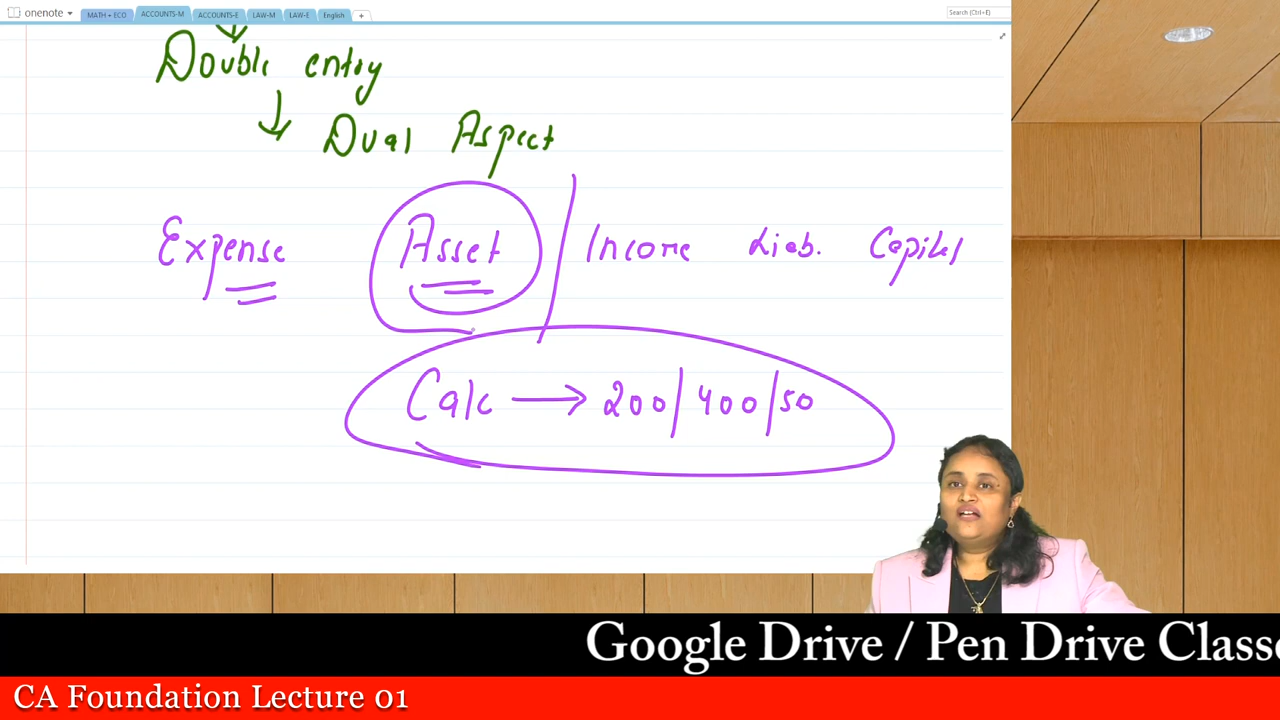 onenote MATH + ECO ACCOUNTS-M ACCOUNTS-E LAW-M LAW-E English + Search (Ctrl+E)
Double entry
Dual Aspect
Expense Asset Income Liab. Capital
Calc → 200/400/50
Google Drive / Pen Drive Classe
CA Foundation Lecture 01